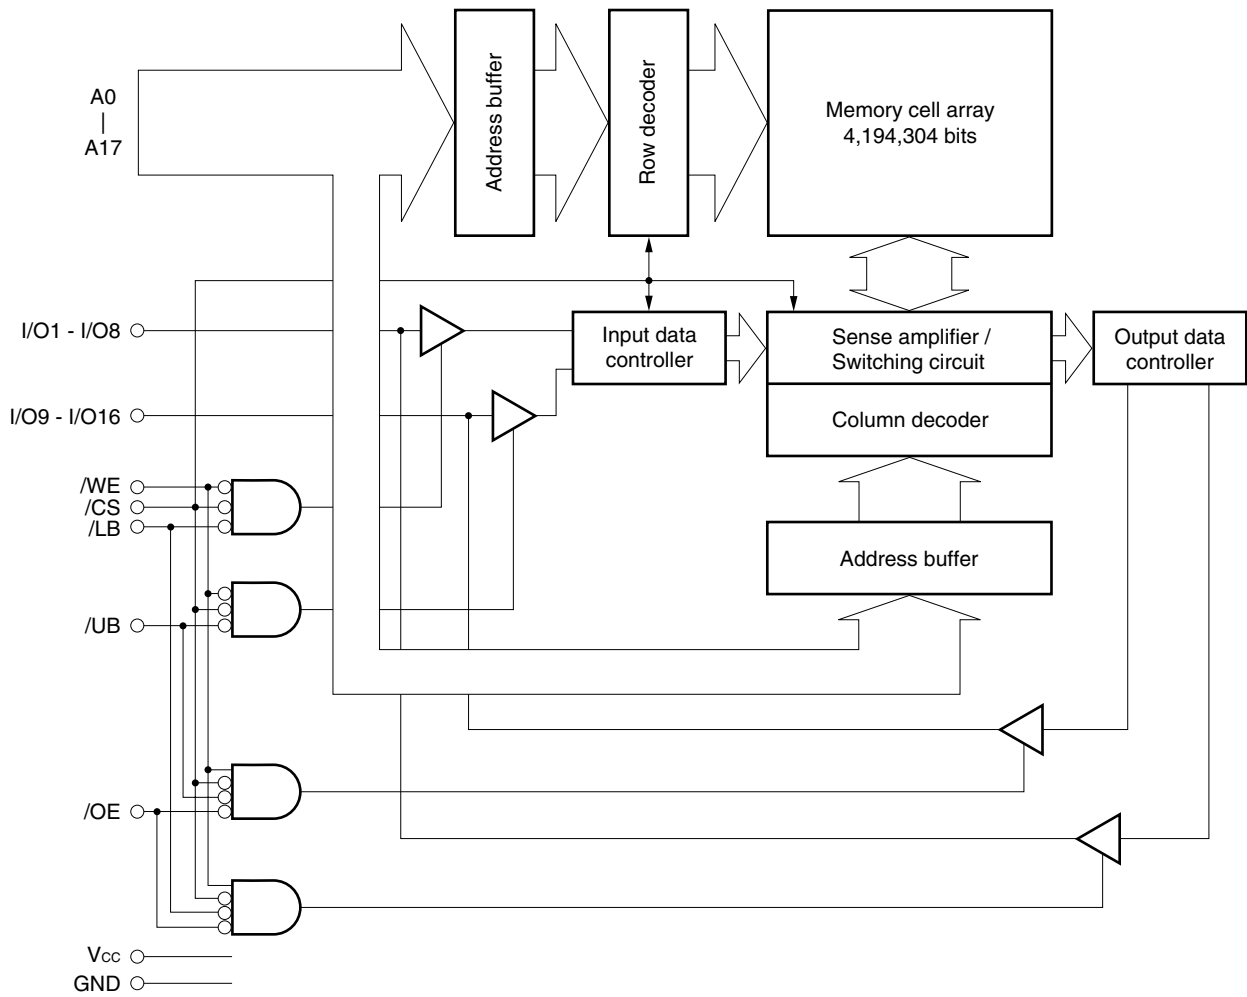 A0
|
A17
Address buffer
Row decoder
Memory cell array
4,194,304 bits
I/O1 - I/O8
I/O9 - I/O16
Input data
controller
Sense amplifier /
Switching circuit
Output data
controller
Column decoder
/WE
/CS
/LB
/UB
Address buffer
/OE
VCC
GND